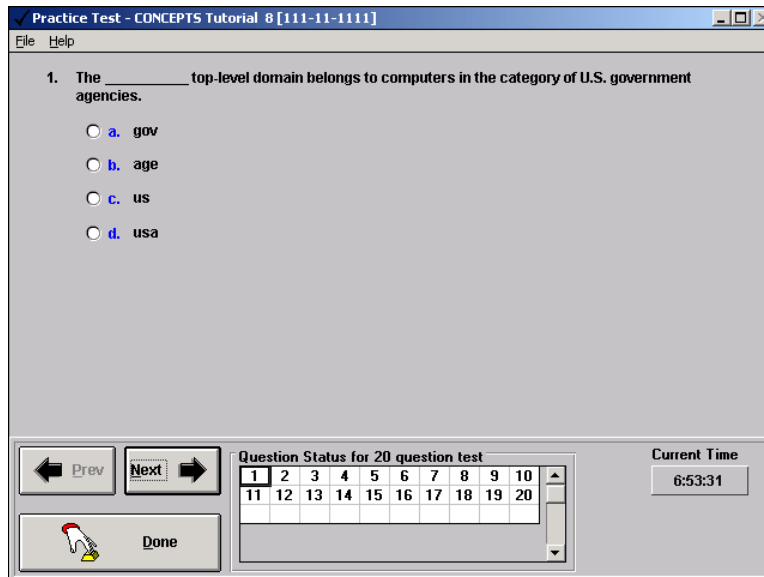 Practice Test - CONCEPTS Tutorial 8 [111-11-1111]
File Help
1. The __________ top-level domain belongs to computers in the category of U.S. government
agencies.
a. gov
b. age
c. us
d. usa
Prev
Next
Question Status for 20 question test
1 2 3 4 5 6 7 8 9 10
11 12 13 14 15 16 17 18 19 20
Current Time
6:53:31
Done